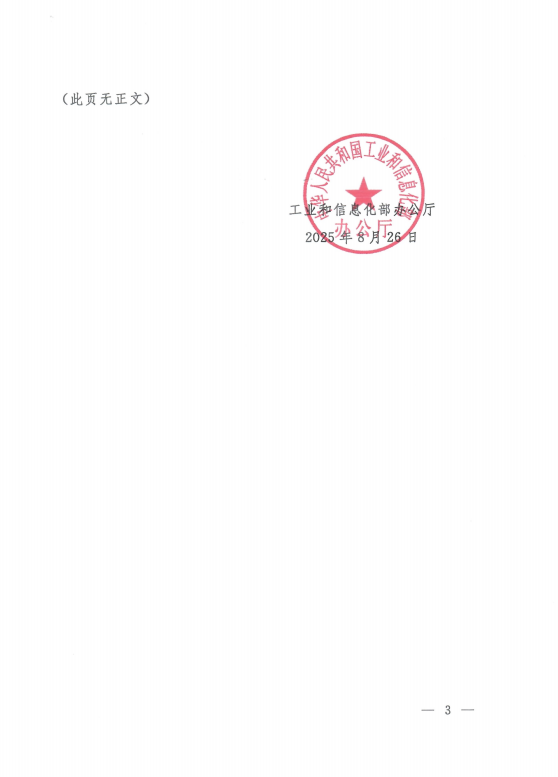 （此页无正文）
中华人民共和国工业和信息化部
工业和信息化部办公厅
办公厅
2025年8月26日
— 3 —